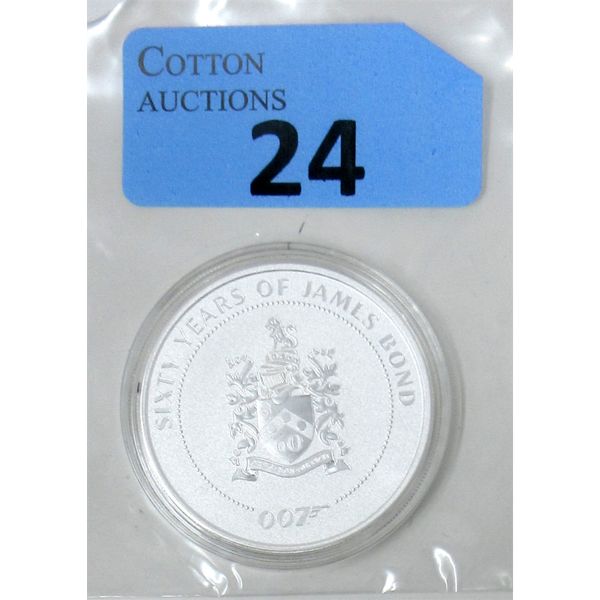 COTTON
AUCTIONS
24
SIXTY YEARS OF JAMES BOND
007